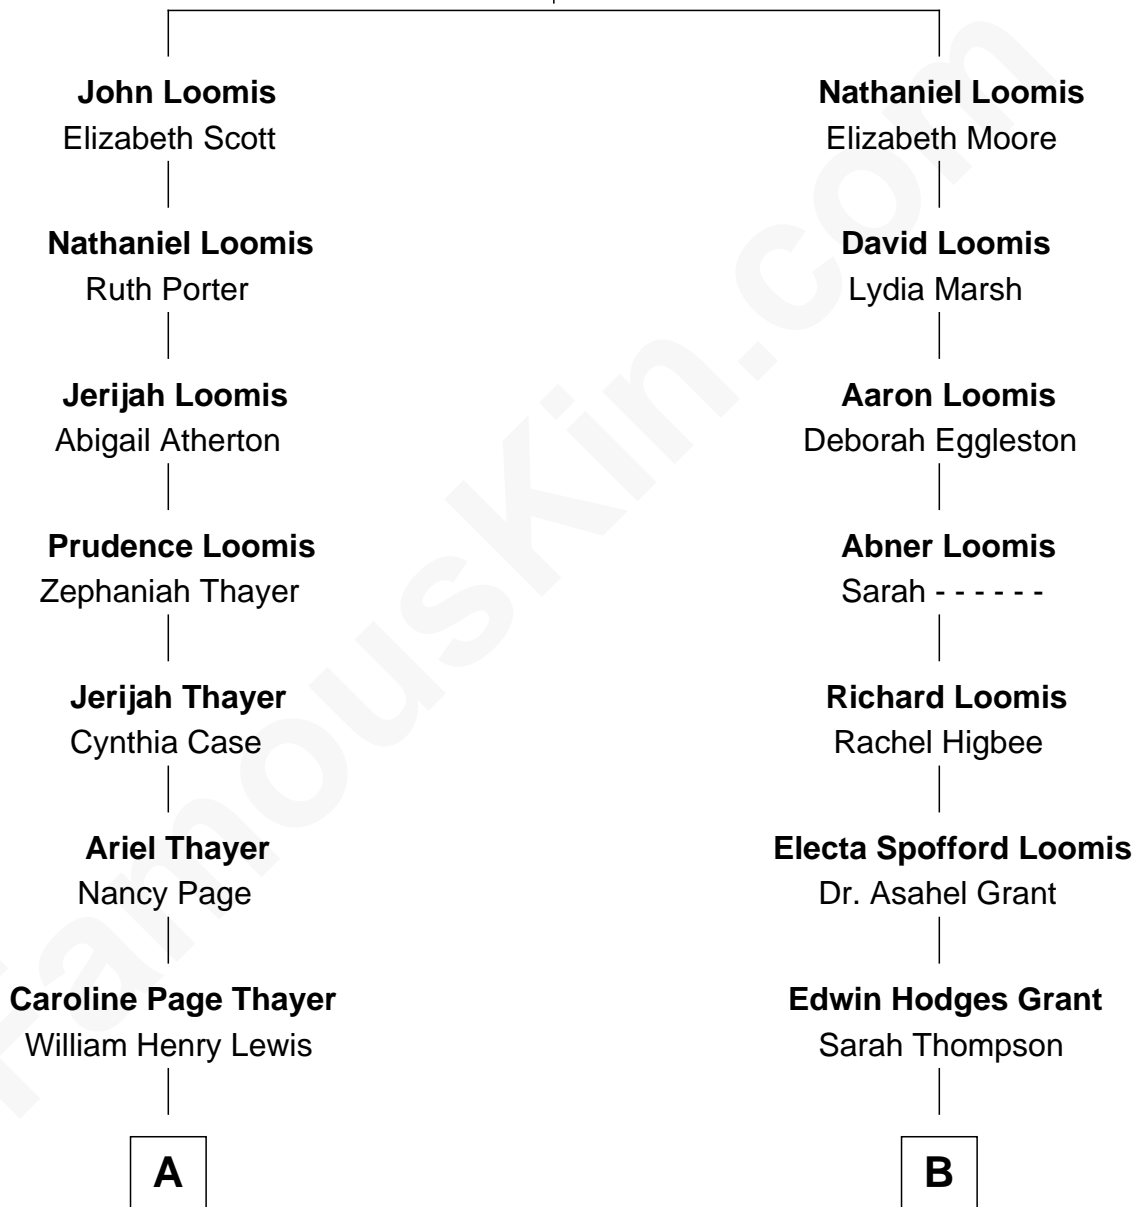 John Loomis
Elizabeth Scott
Nathaniel Loomis
Elizabeth Moore
Nathaniel Loomis
Ruth Porter
David Loomis
Lydia Marsh
Jerijah Loomis
Abigail Atherton
Aaron Loomis
Deborah Eggleston
Prudence Loomis
Zephaniah Thayer
Abner Loomis
Sarah - - - - - -
Jerijah Thayer
Cynthia Case
Richard Loomis
Rachel Higbee
Ariel Thayer
Nancy Page
Electa Spofford Loomis
Dr. Asahel Grant
Caroline Page Thayer
William Henry Lewis
Edwin Hodges Grant
Sarah Thompson
A
B
FamousKin.com